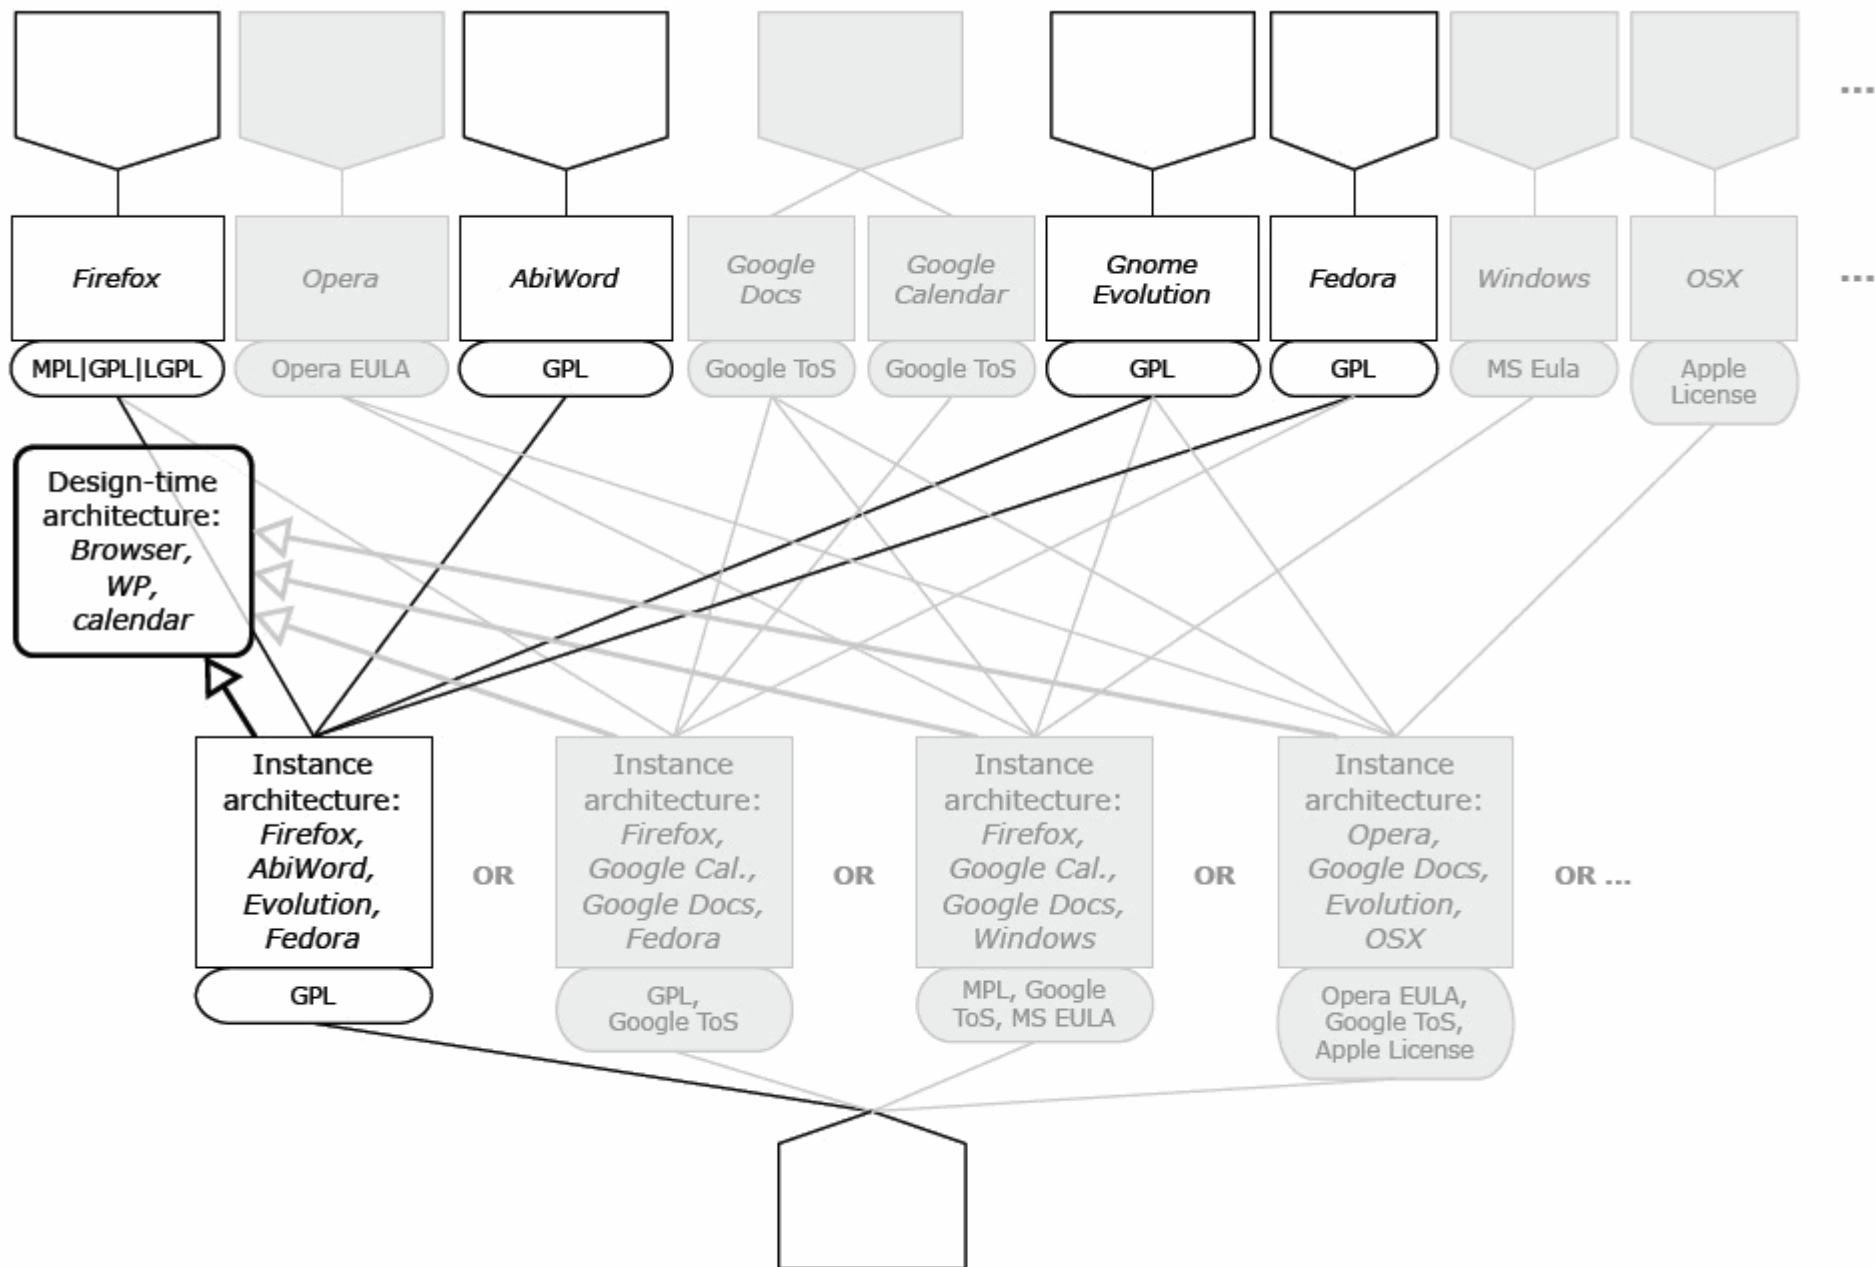 ...
Firefox
Opera
AbiWord
Google
Docs
Google
Calendar
Gnome
Evolution
Fedora
Windows
OSX
...
MPL|GPL|LGPL
Opera EULA
GPL
Google ToS
Google ToS
GPL
GPL
MS Eula
Apple
License
Design-time
architecture:
Browser,
WP,
calendar
Instance
architecture:
Firefox,
AbiWord,
Evolution,
Fedora
OR
Instance
architecture:
Firefox,
Google Cal.,
Google Docs,
Fedora
OR
Instance
architecture:
Firefox,
Google Cal.,
Google Docs,
Windows
OR
Instance
architecture:
Opera,
Google Docs,
Evolution,
OSX
OR ...
GPL
GPL,
Google ToS
MPL, Google
ToS, MS EULA
Opera EULA,
Google ToS,
Apple License